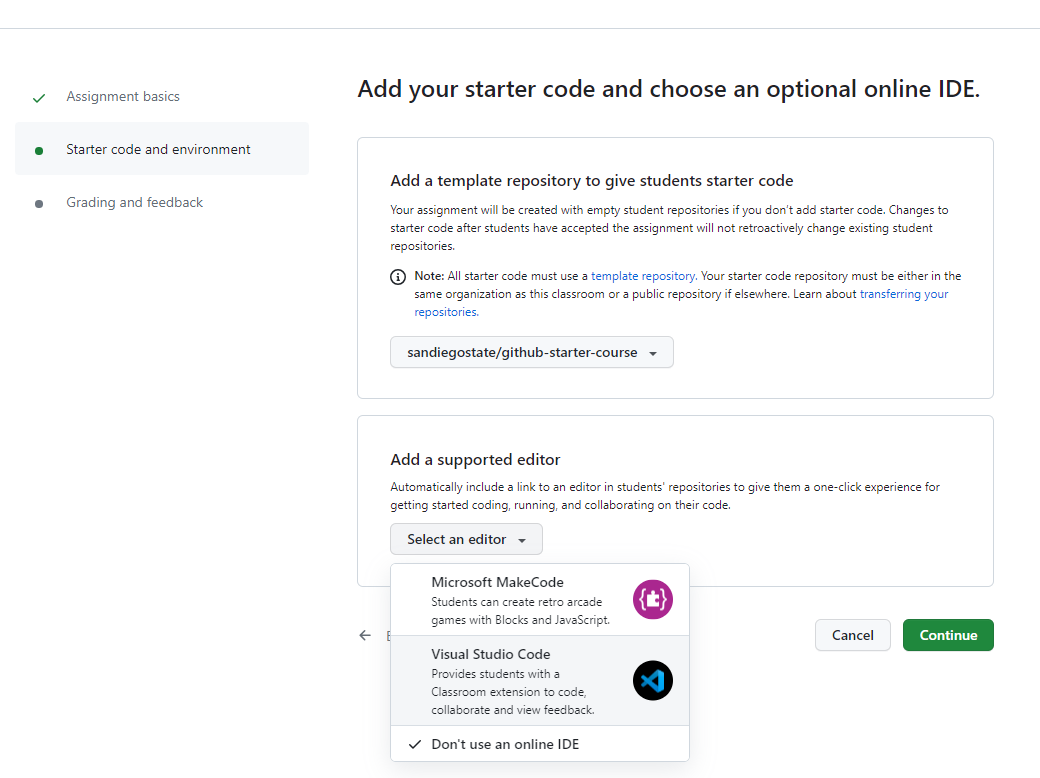 Assignment basics
Starter code and environment
Grading and feedback
Add your starter code and choose an optional online IDE.
Add a template repository to give students starter code
Your assignment will be created with empty student repositories if you don't add starter code. Changes to
starter code after students have accepted the assignment will not retroactively change existing student
repositories.
Note: All starter code must use a template repository. Your starter code repository must be either in the
same organization as this classroom or a public repository if elsewhere. Learn about transferring your
repositories.
sandiegostate/github-starter-course
Add a supported editor
Automatically include a link to an editor in students' repositories to give them a one-click experience for
getting started coding, running, and collaborating on their code.
Select an editor
Microsoft MakeCode
Students can create retro arcade
games with Blocks and JavaScript.
Visual Studio Code
Provides students with a
Classroom extension to code,
collaborate and view feedback.
Don't use an online IDE
Cancel
Continue